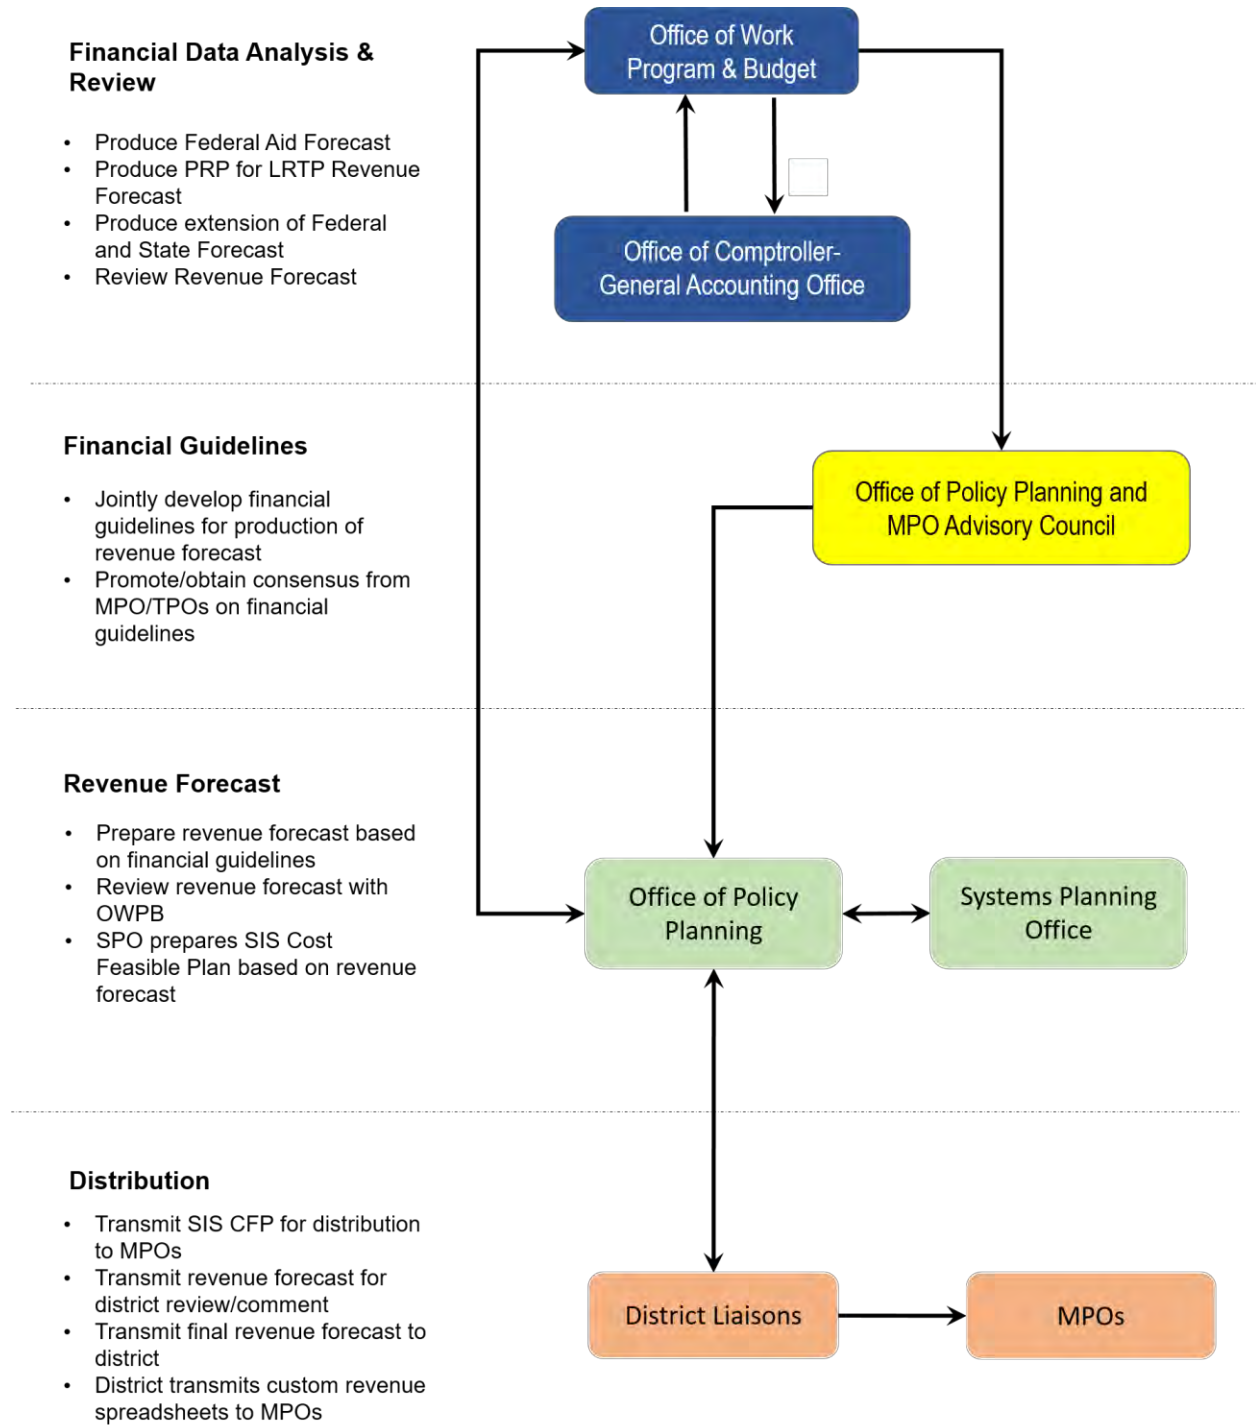 Financial Data Analysis &
Review
• Produce Federal Aid Forecast
• Produce PRP for LRTP Revenue
Forecast
• Produce extension of Federal
and State Forecast
• Review Revenue Forecast
Office of Work
Program & Budget
Office of Comptroller-
General Accounting Office
Financial Guidelines
• Jointly develop financial
guidelines for production of
revenue forecast
• Promote/obtain consensus from
MPO/TPOs on financial
guidelines
Office of Policy Planning and
MPO Advisory Council
Revenue Forecast
• Prepare revenue forecast based
on financial guidelines
• Review revenue forecast with
OWPB
• SPO prepares SIS Cost
Feasible Plan based on revenue
forecast
Office of Policy
Planning
Systems Planning
Office
Distribution
• Transmit SIS CFP for distribution
to MPOs
• Transmit revenue forecast for
district review/comment
• Transmit final revenue forecast to
district
• District transmits custom revenue
spreadsheets to MPOs
District Liaisons
MPOs